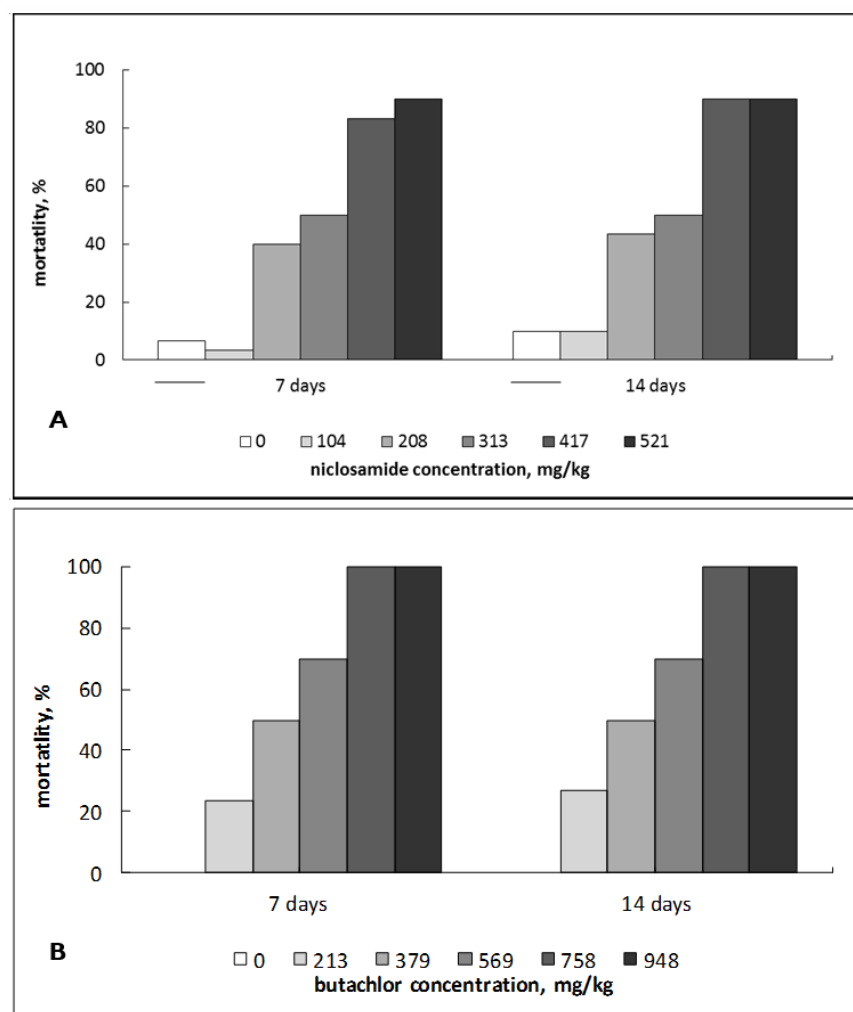 100
80
60
40
20
0
mortatlity, %
7 days 14 days
A
0 104 208 313 417 521
niclosamide concentration, mg/kg
100
80
60
40
20
0
mortatlity, %
7 days 14 days
B
0 213 379 569 758 948
butachlor concentration, mg/kg